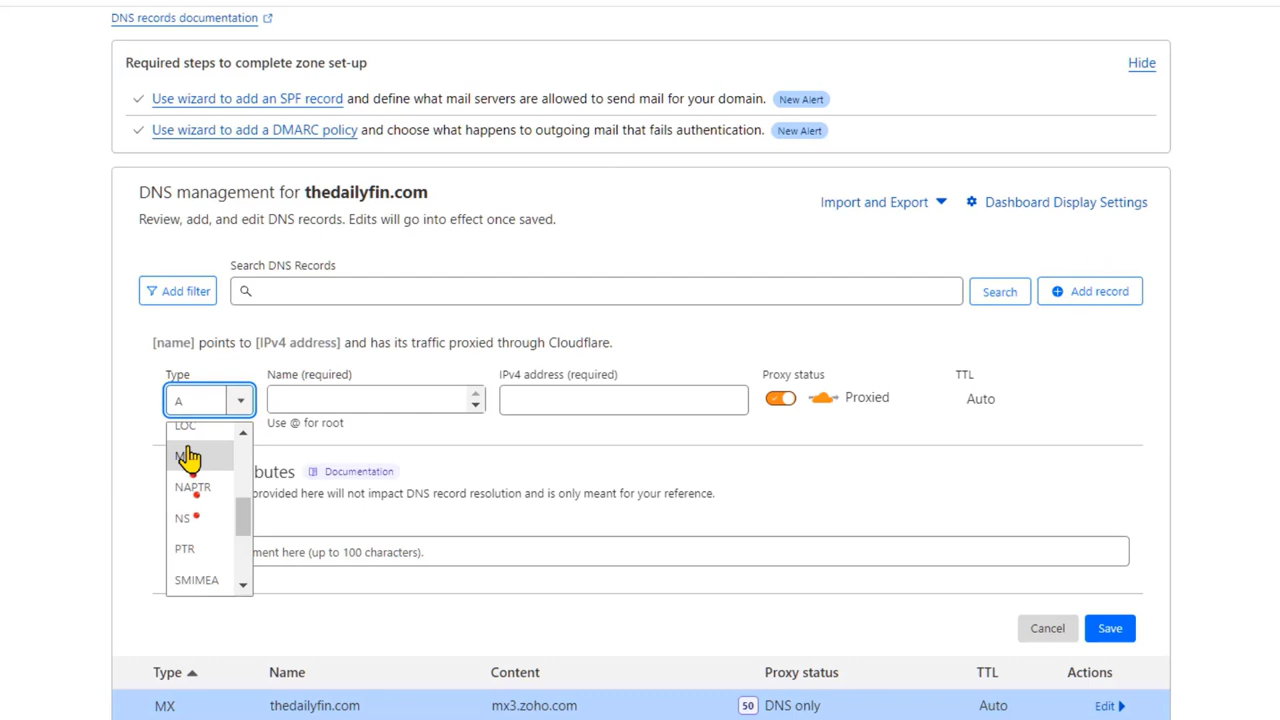 DNS records documentation
Required steps to complete zone set-up
Hide
Use wizard to add an SPF record and define what mail servers are allowed to send mail for your domain. New Alert
Use wizard to add a DMARC policy and choose what happens to outgoing mail that fails authentication. New Alert
DNS management for thedailyfin.com
Review, add, and edit DNS records. Edits will go into effect once saved.
Import and Export
Dashboard Display Settings
Search DNS Records
Add filter
Search
Add record
[name] points to [IPv4 address] and has its traffic proxied through Cloudflare.
Type
Name (required)
IPv4 address (required)
Proxy status
TTL
A
Proxied
Auto
Use @ for root
LOC
NAPTR
NS
PTR
SMIMEA
butes
Documentation
provided here will not impact DNS record resolution and is only meant for your reference.
ment here (up to 100 characters).
Cancel
Save
Type
Name
Content
Proxy status
TTL
Actions
MX
thedailyfin.com
mx3.zoho.com
50
DNS only
Auto
Edit